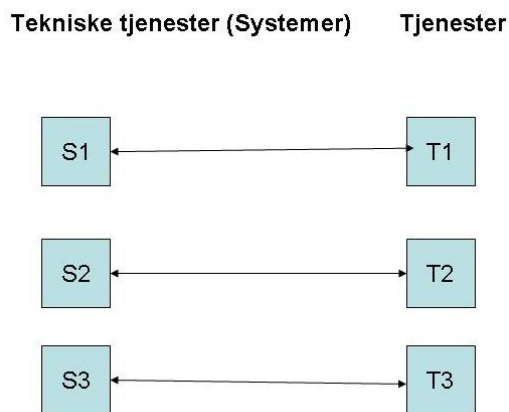 Tekniske tjenester (Systemer) Tjenester
S1 T1
S2 T2
S3 T3